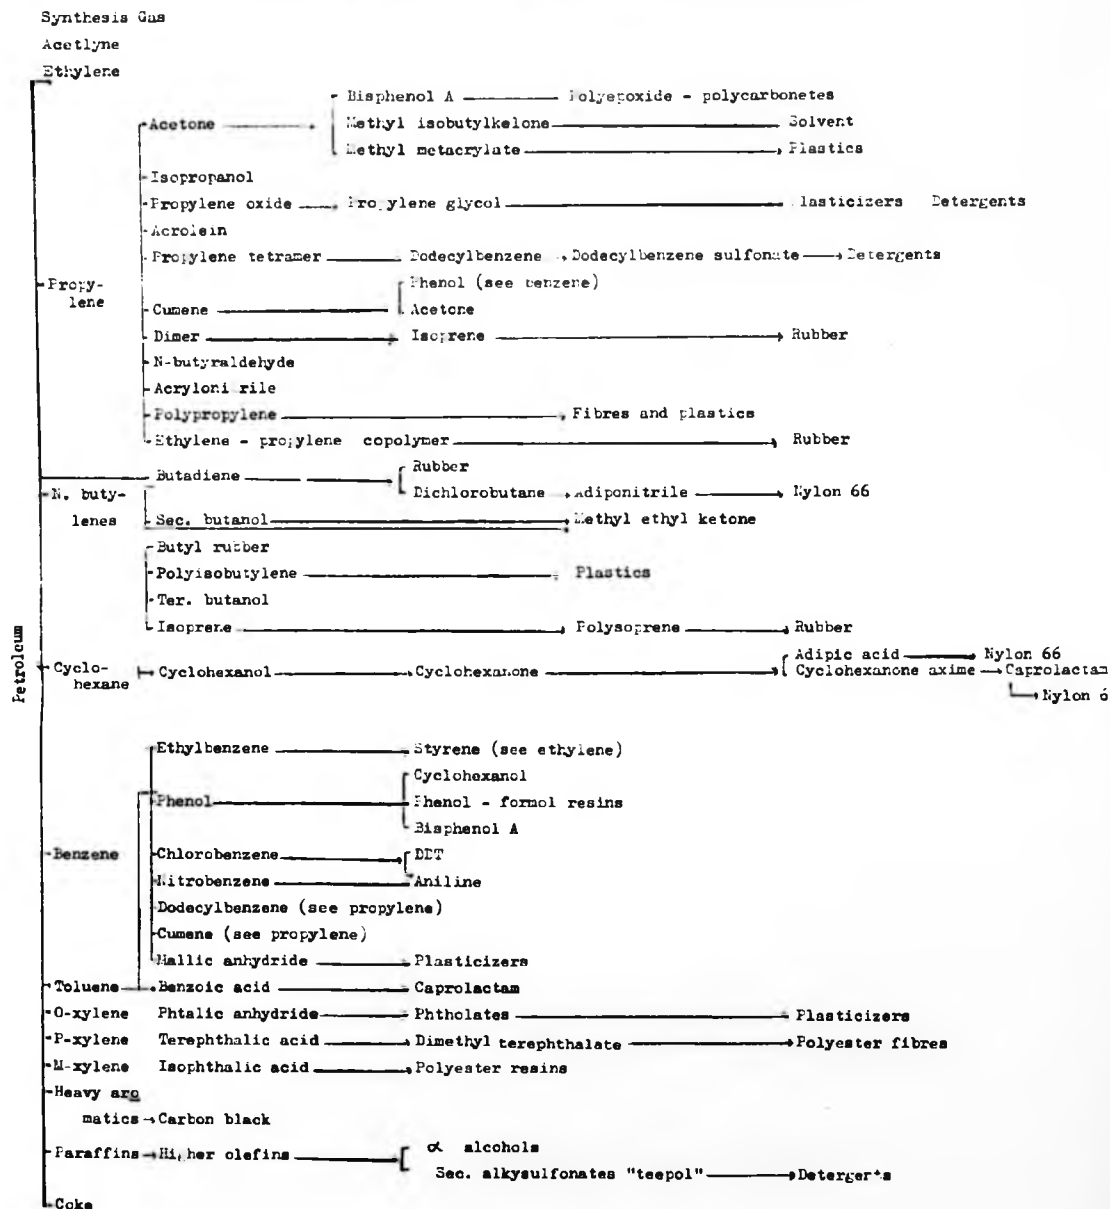 Synthesis Gas
Acetlyne
Ethylene
Bisphenol A Polyepoxide - polycarbonetes
Acetone Methyl isobutylkelone Solvent
Methyl metacrylate Plastics
Isopropanol
Propylene oxide Propylene glycol lasticizers Detergents
Acrolein
Propylene tetramer Dodecylbenzene Dodecylbenzene sulfonate Detergents
Phenol (see benzene)
Propy-
lene
Cumene Acetone
Dimer Isoprene Rubber
N-butyraldehyde
Acryloni rile
Polypropylene Fibres and plastics
Ethylene - propylene copolymer Rubber
Rubber
Butadiene
N. buty- Dichlorobutane Adiponitrile Nylon 66
lenes Sec. butanol Methyl ethyl ketone
Butyl rubber
Polyisobutylene Plastics
Ter. butanol
Isoprene Polysoprene Rubber
Petroleum
Adipic acid Nylon 66
Cyclo- Cyclohexanol Cyclohexanone Cyclohexanone axime Caprolactam
hexane
Nylon 6
Ethylbenzene Styrene (see ethylene)
Cyclohexanol
Phenol Phenol - formol resins
Bisphenol A
Benzene Chlorobenzene DDT
Nitrobenzene Aniline
Dodecylbenzene (see propylene)
Cumene (see propylene)
Mallic anhydride Plasticizers
Toluene Benzoic acid Caprolactam
O-xylene Phtalic anhydride Phtholates Plasticizers
P-xylene Terephthalic acid Dimethyl terephthalate Polyester fibres
M-xylene Isophthalic acid Polyester resins
Heavy aro
matics Carbon black
α alcohols
Paraffins Higher olefins
Sec. alkysulfonates "teepol" Detergents
Coke